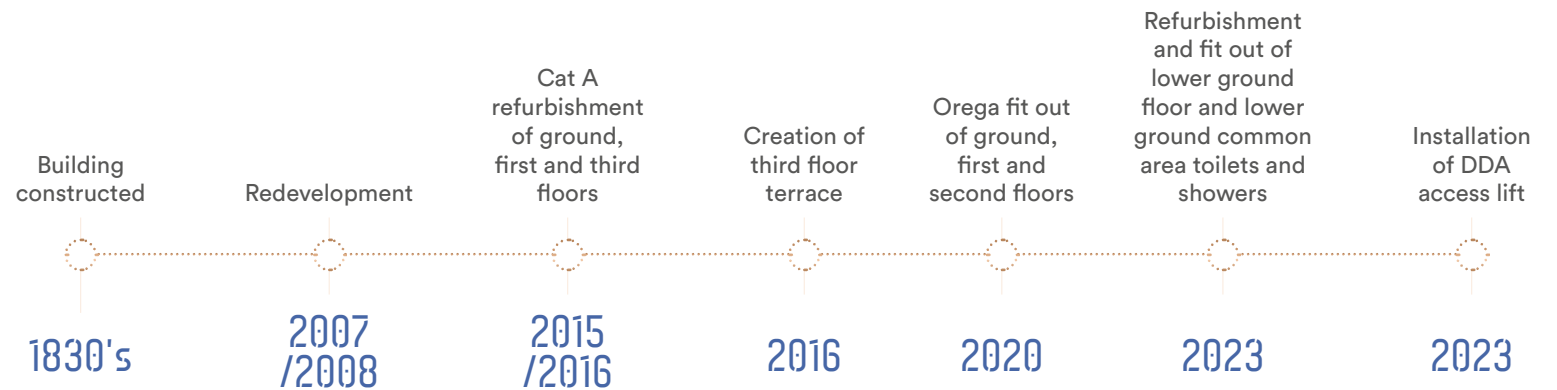 Building
constructed
1830's
Redevelopment
2007
/2008
Cat A
refurbishment
of ground,
first and third
floors
2015
/2016
Creation of
third floor
terrace
2016
Orega fit out
of ground,
first and
second floors
2020
Refurbishment
and fit out of
lower ground
floor and lower
ground common
area toilets and
showers
2023
Installation
of DDA
access lift
2023